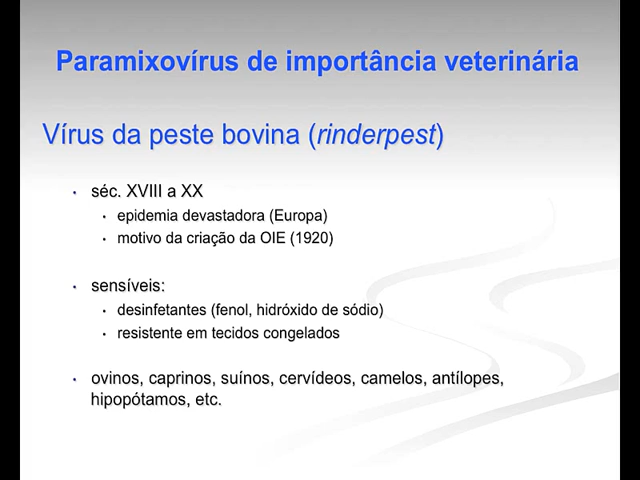 Paramixovírus de importância veterinária
Vírus da peste bovina (rinderpest)
• séc. XVIII a XX
• epidemia devastadora (Europa)
• motivo da criação da OIE (1920)
• sensíveis:
• desinfetantes (fenol, hidróxido de sódio)
• resistente em tecidos congelados
• ovinos, caprinos, suínos, cervídeos, camelos, antílopes,
hipopótamos, etc.